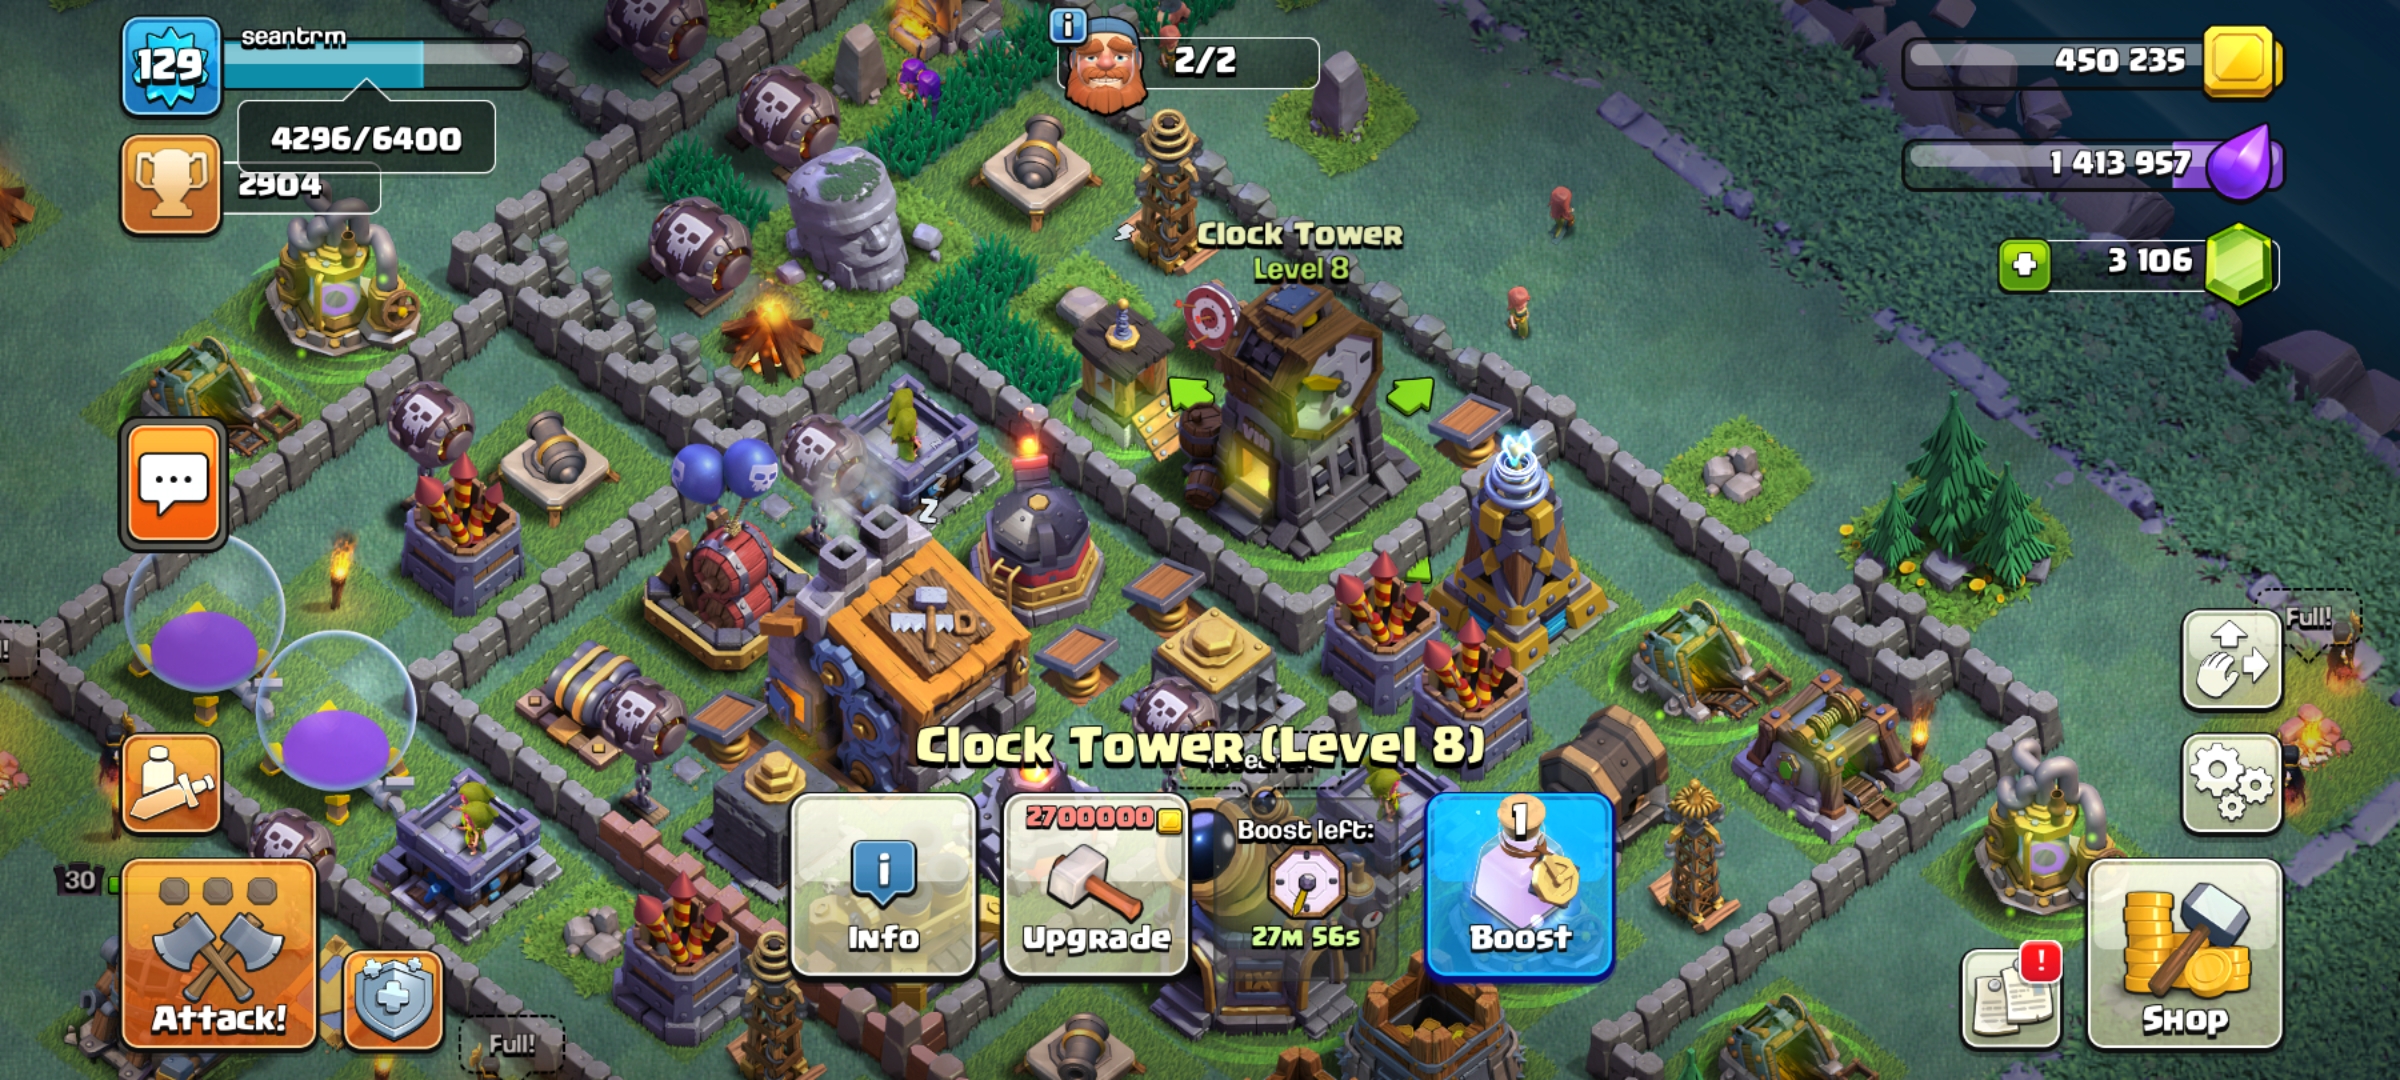 129
seantrm
2/2
450 235
4296/6400
2904
1 413 957
3 106
Clock Tower
Level 8
z
Full!
Clock Tower (Level 8)
2700000
Boost left:
1
30
27m 56s
Info
Upgrade
Boost
Attack!
Full!
Shop